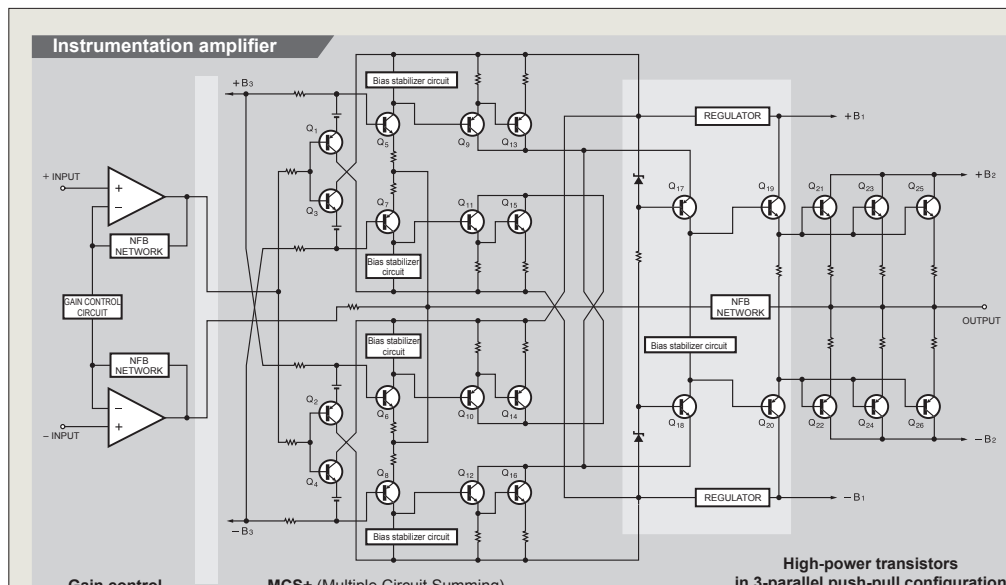 Instrumentation amplifier
+B3
Bias stabilizer circuit
REGULATOR
+B1
Q1
Q5
Q9
Q13
+ INPUT
+
−
Q17
Q19
Q21
Q23
Q25
+B2
Q3
Q7
Q11
Q15
NFB
NETWORK
Bias stabilizer
circuit
GAIN CONTROL
CIRCUIT
NFB
NETWORK
OUTPUT
NFB
NETWORK
Bias stabilizer
circuit
Bias stabilizer circuit
Q2
Q6
Q10
Q14
−
+
− INPUT
Q18
Q20
Q22
Q24
Q26
−B2
Q4
Q8
Q12
Q16
−B3
REGULATOR
−B1
Bias stabilizer circuit
Gain control
MCS+ (Multiple Circuit Summing)
High-power transistors
in 3-parallel push-pull configuration